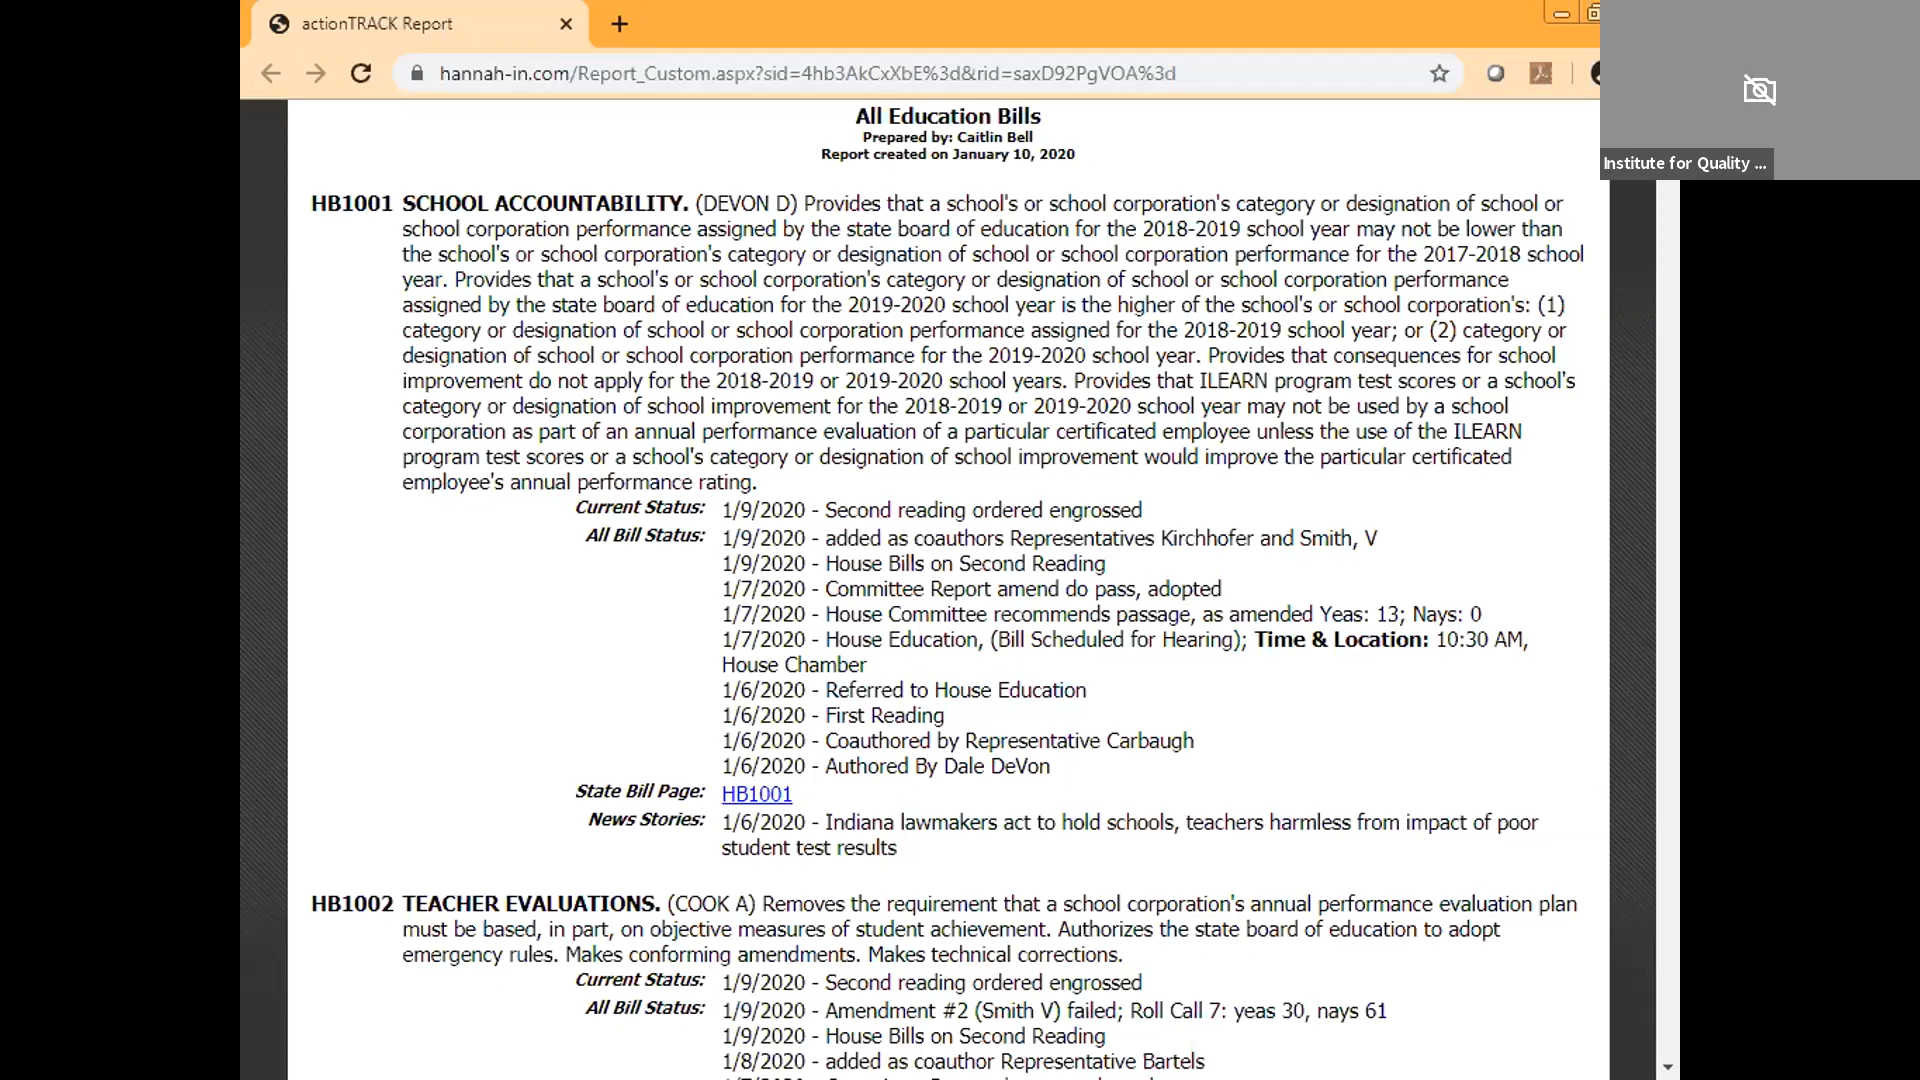 actionTRACK Report
hannah-in.com/Report_Custom.aspx?sid=4hb3AkCxXbE%3d&rid=saxD92PgVOA%3d
Institute for Quality ...
All Education Bills
Prepared by: Caitlin Bell
Report created on January 10, 2020
HB1001 SCHOOL ACCOUNTABILITY. (DEVON D) Provides that a school's or school corporation's category or designation of school or
school corporation performance assigned by the state board of education for the 2018-2019 school year may not be lower than
the school's or school corporation's category or designation of school or school corporation performance for the 2017-2018 school
year. Provides that a school's or school corporation's category or designation of school or school corporation performance
assigned by the state board of education for the 2019-2020 school year is the higher of the school's or school corporation's: (1)
category or designation of school or school corporation performance assigned for the 2018-2019 school year; or (2) category or
designation of school or school corporation performance for the 2019-2020 school year. Provides that consequences for school
improvement do not apply for the 2018-2019 or 2019-2020 school years. Provides that ILEARN program test scores or a school's
category or designation of school improvement for the 2018-2019 or 2019-2020 school year may not be used by a school
corporation as part of an annual performance evaluation of a particular certificated employee unless the use of the ILEARN
program test scores or a school's category or designation of school improvement would improve the particular certificated
employee's annual performance rating.
Current Status: 1/9/2020 - Second reading ordered engrossed
All Bill Status: 1/9/2020 - added as coauthors Representatives Kirchhofer and Smith, V
1/9/2020 - House Bills on Second Reading
1/7/2020 - Committee Report amend do pass, adopted
1/7/2020 - House Committee recommends passage, as amended Yeas: 13; Nays: 0
1/7/2020 - House Education, (Bill Scheduled for Hearing); Time & Location: 10:30 AM,
House Chamber
1/6/2020 - Referred to House Education
1/6/2020 - First Reading
1/6/2020 - Coauthored by Representative Carbaugh
1/6/2020 - Authored By Dale DeVon
State Bill Page: HB1001
News Stories: 1/6/2020 - Indiana lawmakers act to hold schools, teachers harmless from impact of poor
student test results
HB1002 TEACHER EVALUATIONS. (COOK A) Removes the requirement that a school corporation's annual performance evaluation plan
must be based, in part, on objective measures of student achievement. Authorizes the state board of education to adopt
emergency rules. Makes conforming amendments. Makes technical corrections.
Current Status: 1/9/2020 - Second reading ordered engrossed
All Bill Status: 1/9/2020 - Amendment #2 (Smith V) failed; Roll Call 7: yeas 30, nays 61
1/9/2020 - House Bills on Second Reading
1/8/2020 - added as coauthor Representative Bartels